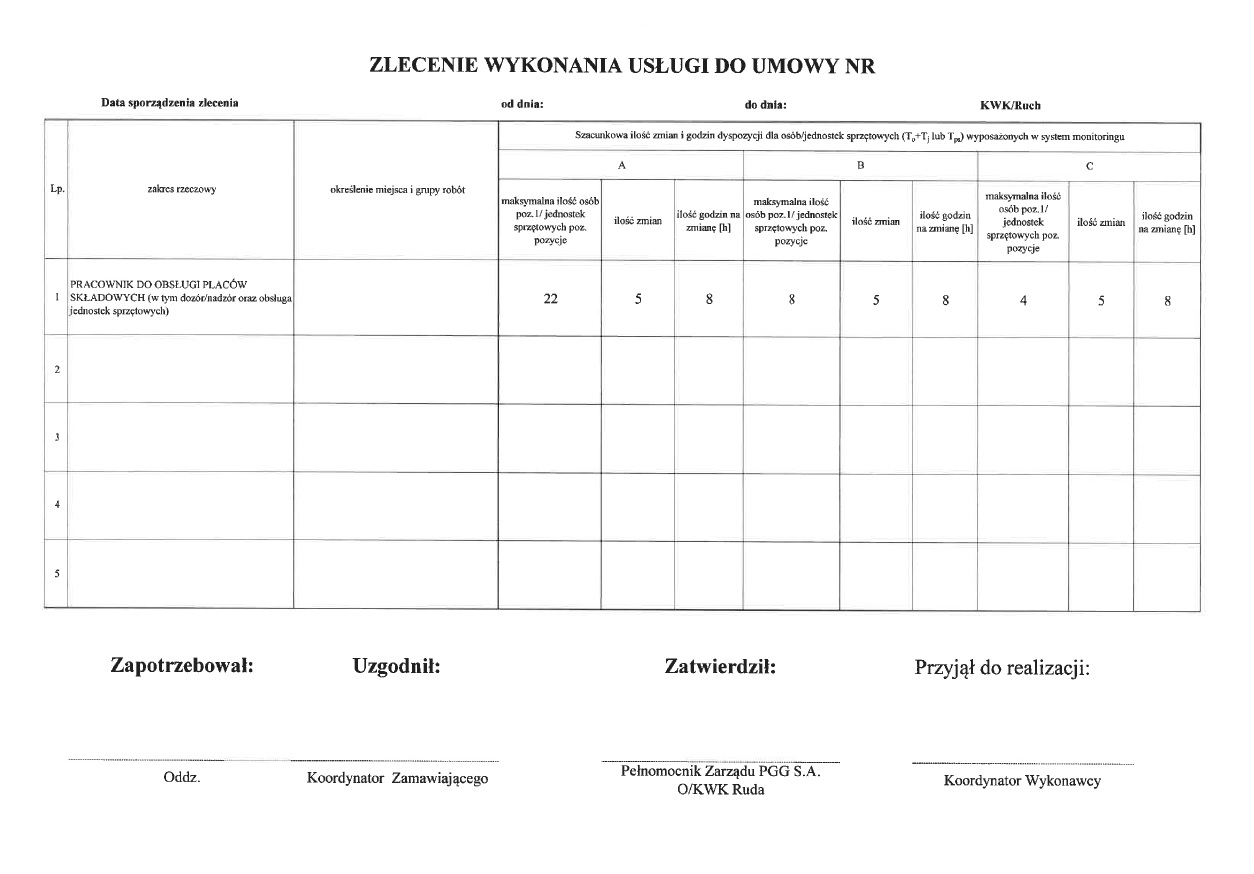 ZLECENIE WYKONANIA USŁUGI DO UMOWY NR
Data sporządzenia zlecenia od dnia: do dnia: KWK/Ruch
Szacunkowa ilość zmian i godzin dyspozycji dla osób/jednostek sprzętowych (To+Tj lub Tps) wyposażonych w system monitoringu
Lp. zakres rzeczowy określenie miejsca i grupy robót
A B C
maksymalna ilość osób
poz.1/ jednostek
sprzętowych poz.
pozycje
ilość zmian
ilość godzin na
zmianę [h]
maksymalna ilość
osób poz.1/ jednostek
sprzętowych poz.
pozycje
ilość zmian
ilość godzin
na zmianę [h]
maksymalna ilość
osób poz.1/
jednostek
sprzętowych poz.
pozycje
ilość zmian
ilość godzin
na zmianę [h]
1
PRACOWNIK DO OBSŁUGI PLACÓW
SKŁADOWYCH (w tym dozór/nadzór oraz obsługa
jednostek sprzętowych)
22 5 8 8 5 8 4 5 8
2
3
4
5
Zapotrzebował: Uzgodnił: Zatwierdził: Przyjął do realizacji:
Oddz.
Koordynator Zamawiającego
Pełnomocnik Zarządu PGG S.A.
O/KWK Ruda
Koordynator Wykonawcy